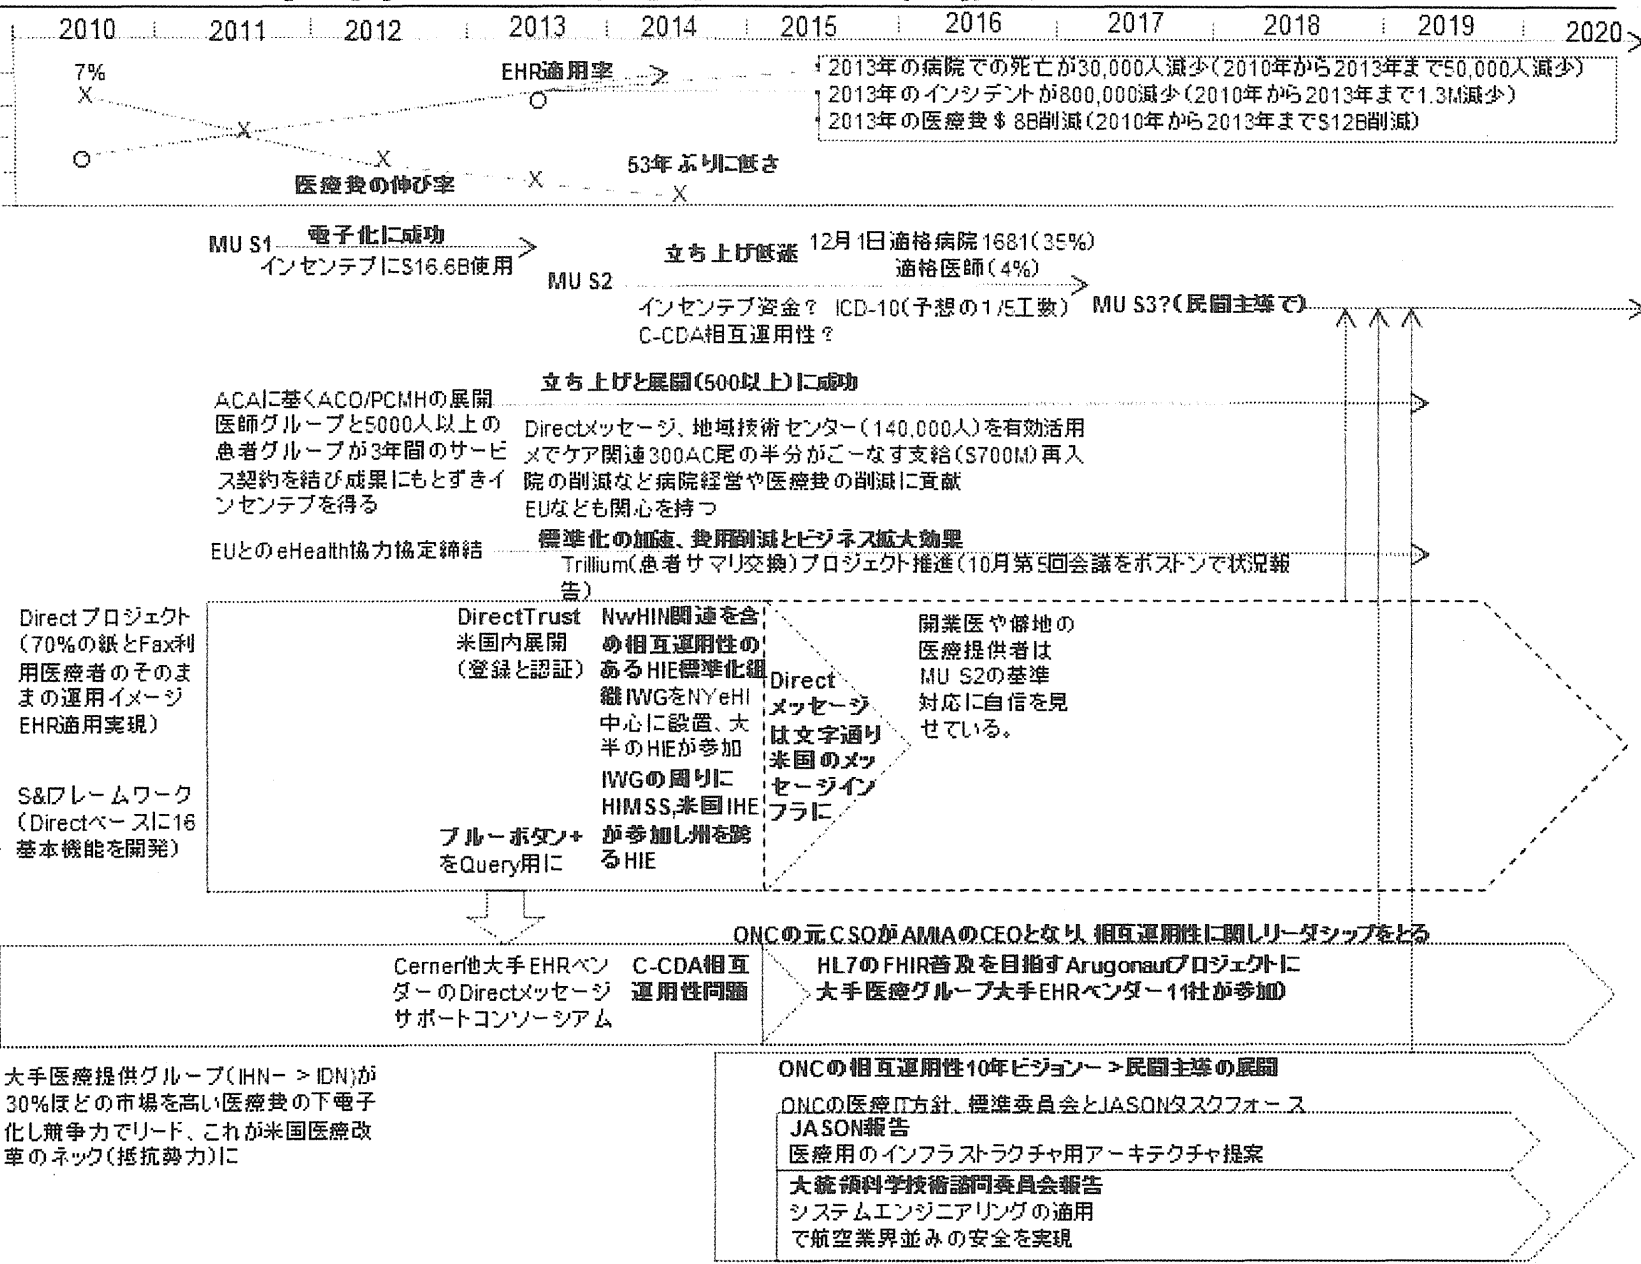 2010 2011 2012 2013 2014 2015 2016 2017 2018 2019 2020
7%
EHR適用率
・2013年の病院での死亡が30,000人減少(2010年から2013年まで50,000人減少)
・2013年のインシデントが800,000減少(2010年から2013年まで1.3M減少)
・2013年の医療費$8B削減(2010年から2013年までS12B削減)
医療費の伸び率
53年ぶりに低さ
MU S1
電子化に成功
インセンテブにS16.6B使用
MU S2
立ち上げ低迷
12月1日適格病院1681(35%)
適格医師(4%)
インセンテブ資金? ICD-10(予想の1/5工数)
C-CDA相互運用性?
MU S3?(民間主導で)
立ち上げと展開(500以上)に成功
ACAに基くACO/PCMHの展開
医師グループと5000人以上の
患者グループが3年間のサービ
ス契約を結び成果にもとずきイ
ンセンテブを得る
Directメッセージ、地域技術センター(140,000人)を有効活用
メでケア関連300AC尾の半分がごーなす支給(S700M)再入
院の削減など病院経営や医療費の削減に貢献
EUなども関心を持つ
EUとのeHealth協力協定締結
標準化の加速、費用削減とビジネス拡大効果
Trillium(患者サマリ交換)プロジェクト推進(10月第5回会議をボストンで状況報
告)
Directプロジェクト
(70%の紙とFax利
用医療者のそのま
まの運用イメージ
EHR適用実現)
S&Iフレームワーク
(Directベースに16
基本機能を開発)
DirectTrust
米国内展開
(登録と認証)
ブルーボタン+
をQuery用に
NwHIN関連を含
め相互運用性の
あるHIE標準化組
織IWGをNYeHI
中心に設置、大
半のHIEが参加
IWGの周りに
HIMSS,米国IHE
が参加し州を跨
るHIE
Direct
メッセージ
は文字通り
米国のメッ
セージイン
フラに
開業医や僻地の
医療提供者は
MU S2の基準
対応に自信を見
せている。
ONCの元CSOがAMIAのCEOとなり、相互運用性に関しリーダシップをとる
Cerner他大手EHRベン
ダーのDirectメッセージ
サポートコンソーシアム
C-CDA相互
運用性問題
HL7のFHIR普及を目指すArugonautプロジェクトに
大手医療グループ大手EHRベンダー11社が参加)
大手医療提供グループ(IHNー>IDN)が
30%ほどの市場を高い医療費の下電子
化し競争力でリード、これが米国医療改
革のネック(抵抗勢力)に
ONCの相互運用性10年ビジョンー>民間主導の展開
ONCの医療IT方針、標準委員会とJASONタスクフォース
JASON報告
医療用のインフラストラクチャ用アーキテクチャ提案
大統領科学技術諮問委員会報告
システムエンジニアリングの適用
で航空業界並みの安全を実現